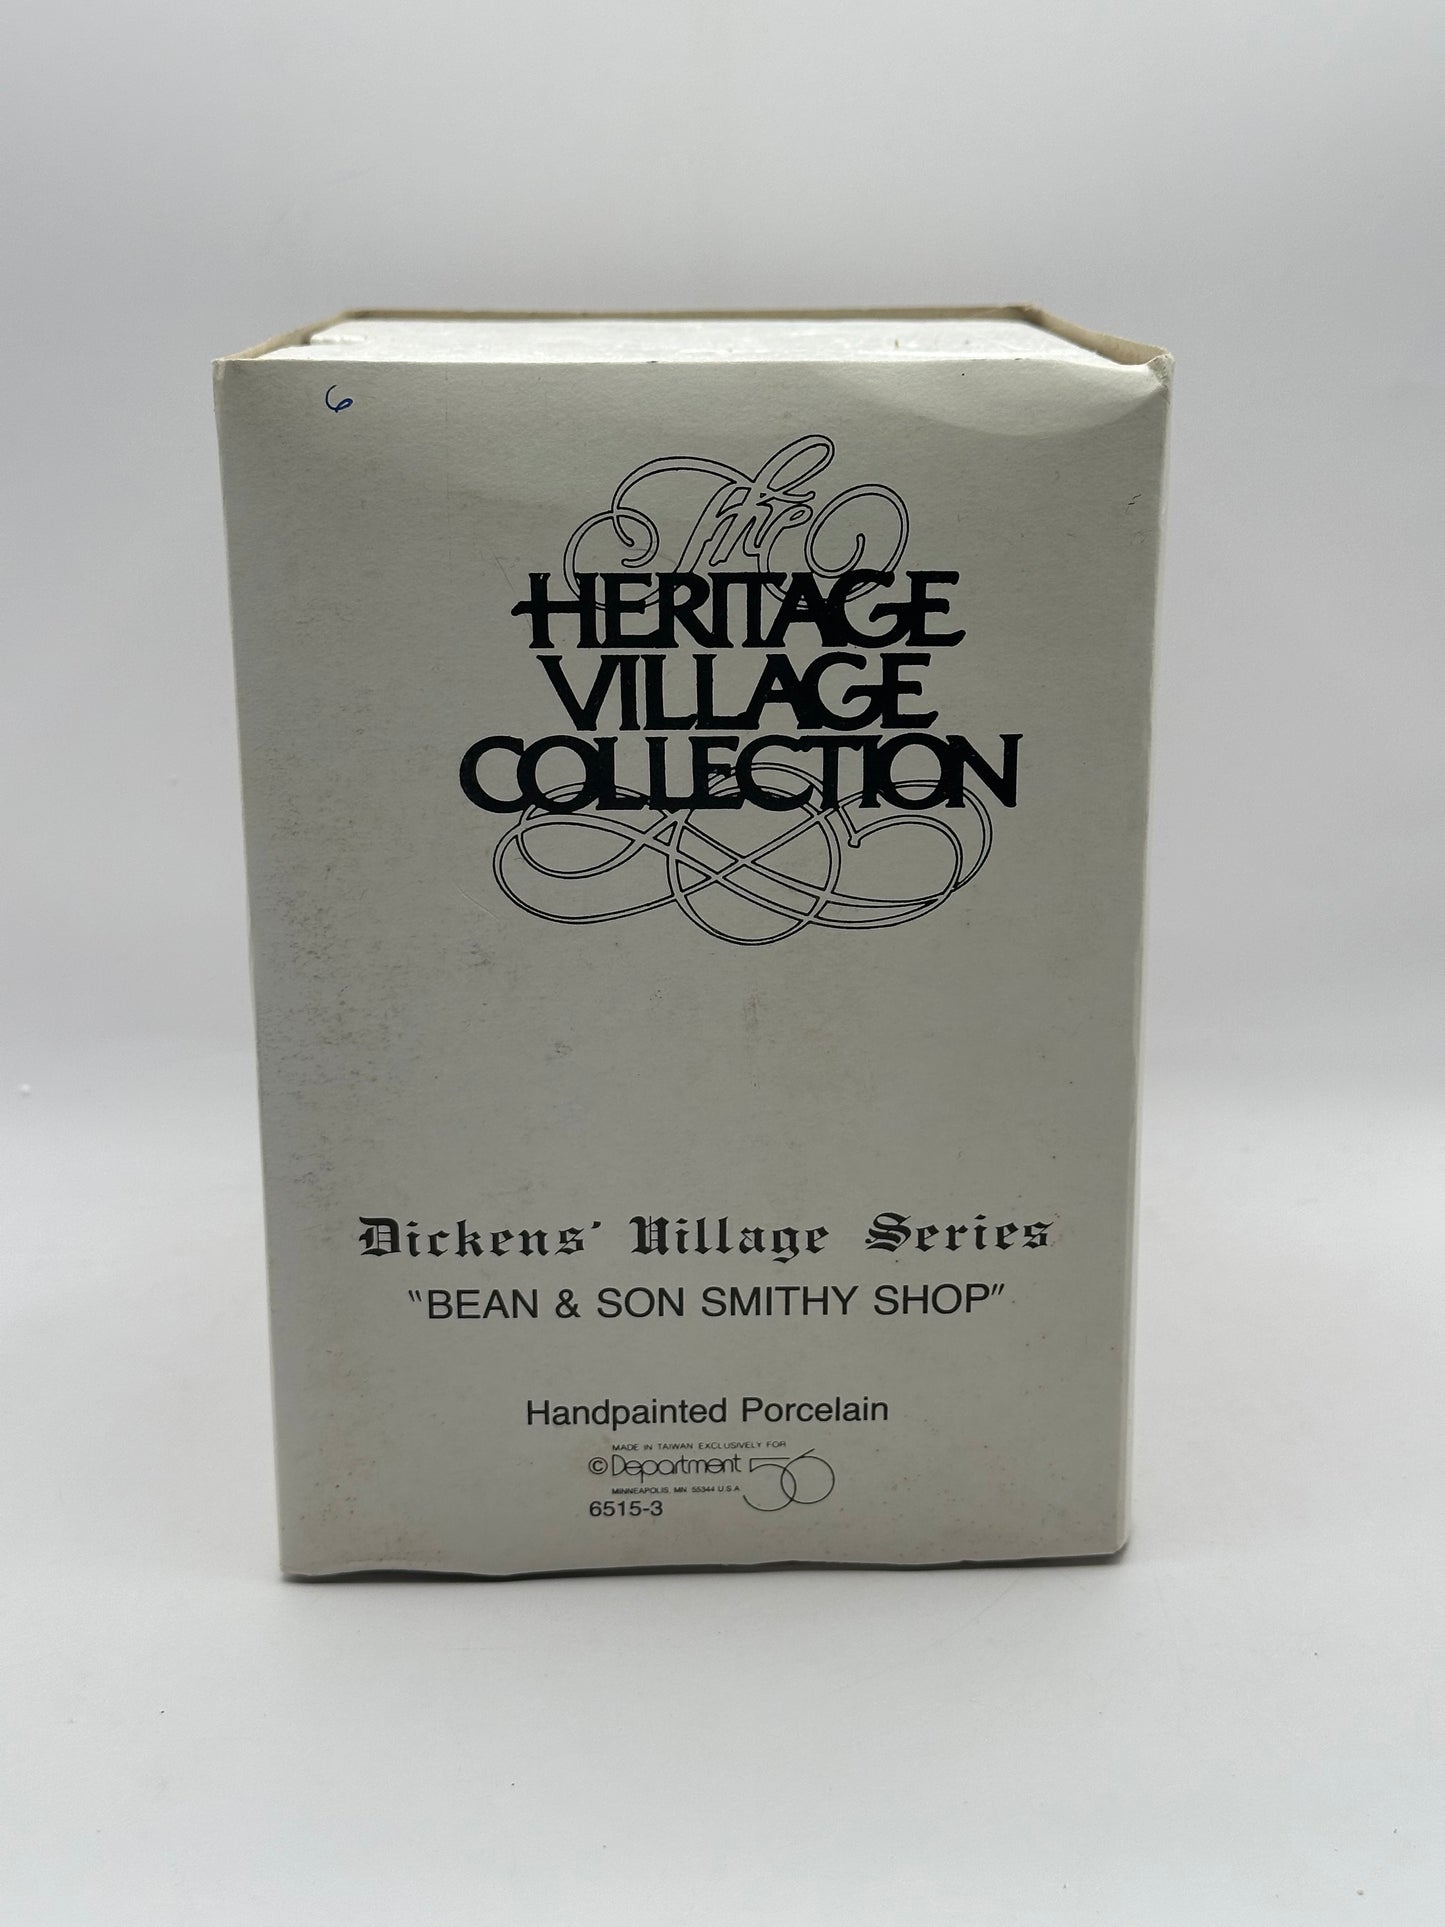 6
The
HERITAGE
VILLAGE
COLLECTION
Dickens' Village Series
"BEAN & SON SMITHY SHOP"
Handpainted Porcelain
MADE IN TAIWAN EXCLUSIVELY FOR
© Department 56
MINNEAPOLIS, MN 55344 U.S.A
6515-3